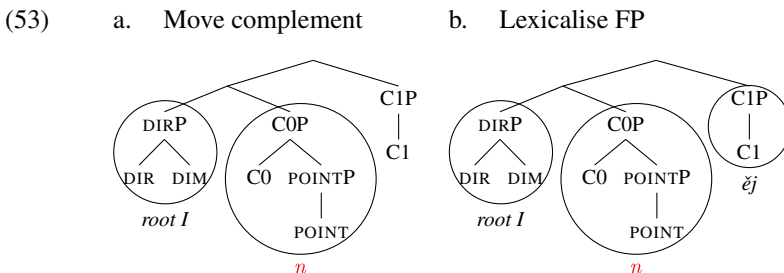 (53) a. Move complement b. Lexicalise FP
C1P C1P
DIRP C0P DIRP C0P
C1 C1
DIR DIM C0 POINTP DIR DIM C0 POINTP ěj
root I root I
POINT POINT
n n